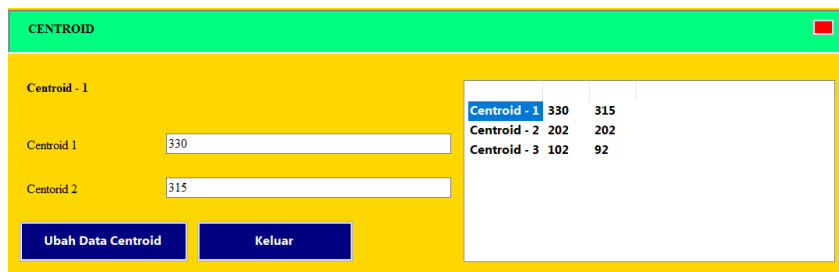 CENTROID
Centroid - 1
Centroid 1
330
Centorid 2
315
Ubah Data Centroid
Keluar
Centroid - 1 330 315
Centroid - 2 202 202
Centroid - 3 102 92